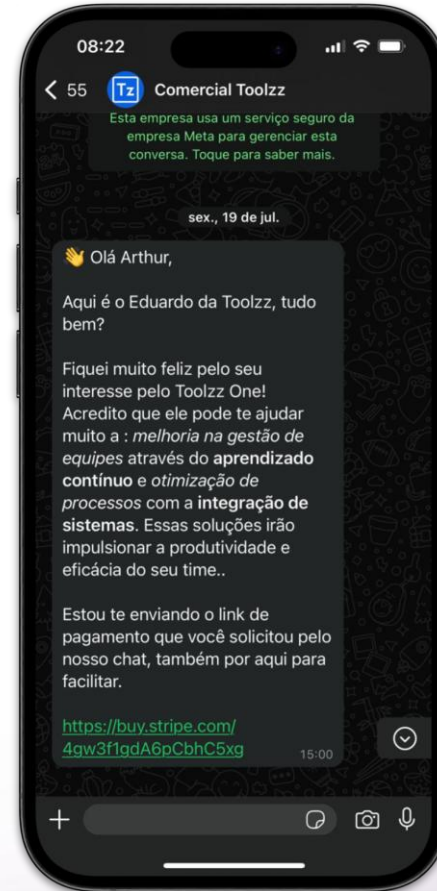 08:22
55
Tz
Comercial Toolzz
Esta empresa usa um serviço seguro da
empresa Meta para gerenciar esta
conversa. Toque para saber mais.
sex., 19 de jul.
👋 Olá Arthur,
Aqui é o Eduardo da Toolzz, tudo
bem?
Fiquei muito feliz pelo seu
interesse pelo Toolzz One!
Acredito que ele pode te ajudar
muito a : melhoria na gestão de
equipes através do aprendizado
contínuo e otimização de
processos com a integração de
sistemas. Essas soluções irão
impulsionar a produtividade e
eficácia do seu time..
Estou te enviando o link de
pagamento que você solicitou pelo
nosso chat, também por aqui para
facilitar.
https://buy.stripe.com/
4gw3f1gdA6pCbhC5xg
15:00